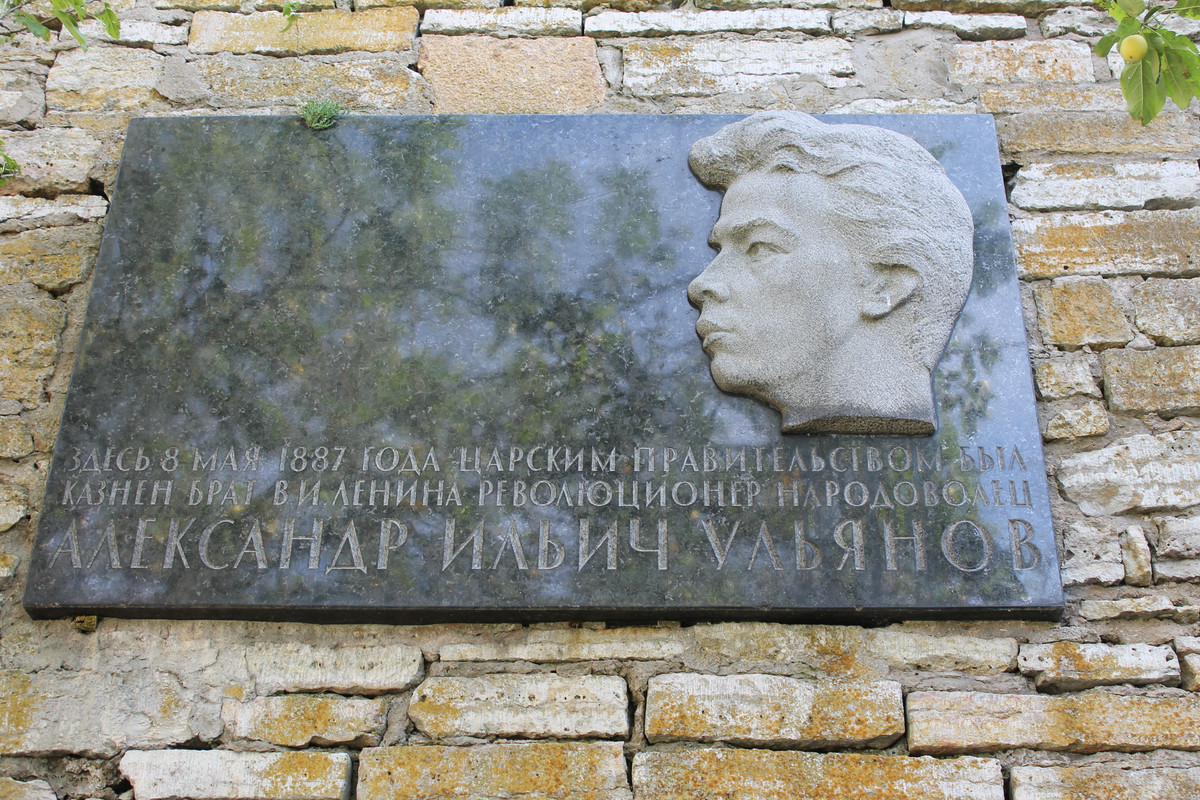 ЗДЕСЬ 8 МАЯ 1887 ГОДА ЦАРСКИМ ПРАВИТЕЛЬСТВОМ БЫЛ
КАЗНЕН БРАТ В.И. ЛЕНИНА РЕВОЛЮЦИОНЕР НАРОДОВОЛЕЦ
АЛЕКСАНДР ИЛЬИЧ УЛЬЯНОВ